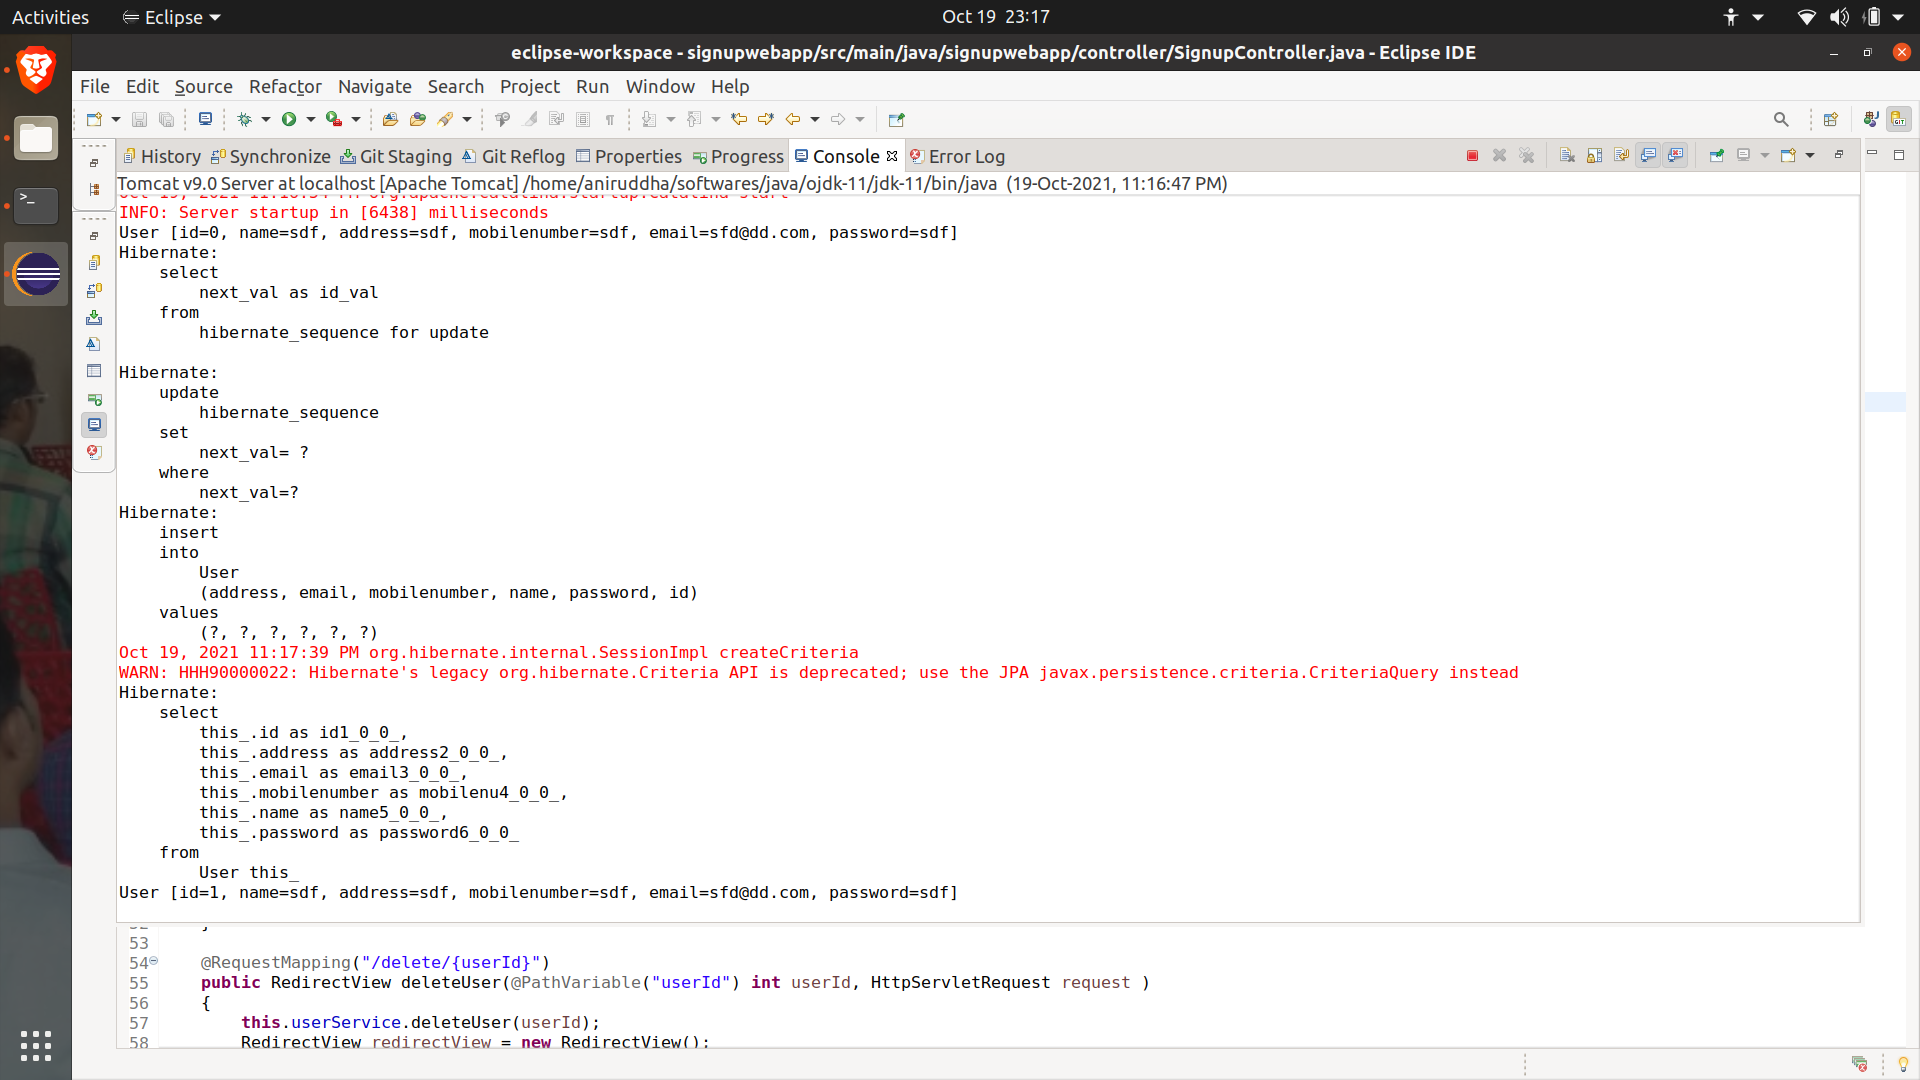 Activities Eclipse Oct 19 23:17
eclipse-workspace - signupwebapp/src/main/java/signupwebapp/controller/SignupController.java - Eclipse IDE
File Edit Source Refactor Navigate Search Project Run Window Help
History Synchronize Git Staging Git Reflog Properties Progress Console Error Log
Tomcat v9.0 Server at localhost [Apache Tomcat] /home/aniruddha/softwares/java/ojdk-11/jdk-11/bin/java (19-Oct-2021, 11:16:47 PM)
INFO: Server startup in [6438] milliseconds
User [id=0, name=sdf, address=sdf, mobilenumber=sdf, email=sfd@dd.com, password=sdf]
Hibernate:
select
next_val as id_val
from
hibernate_sequence for update
Hibernate:
update
hibernate_sequence
set
next_val= ?
where
next_val=?
Hibernate:
insert
into
User
(address, email, mobilenumber, name, password, id)
values
(?, ?, ?, ?, ?, ?)
Oct 19, 2021 11:17:39 PM org.hibernate.internal.SessionImpl createCriteria
WARN: HHH90000022: Hibernate's legacy org.hibernate.Criteria API is deprecated; use the JPA javax.persistence.criteria.CriteriaQuery instead
Hibernate:
select
this_.id as id1_0_0_,
this_.address as address2_0_0_,
this_.email as email3_0_0_,
this_.mobilenumber as mobilenu4_0_0_,
this_.name as name5_0_0_,
this_.password as password6_0_0_
from
User this_
User [id=1, name=sdf, address=sdf, mobilenumber=sdf, email=sfd@dd.com, password=sdf]
53
54 @RequestMapping("/delete/{userId}")
55 public RedirectView deleteUser(@PathVariable("userId") int userId, HttpServletRequest request )
56 {
57 this.userService.deleteUser(userId);
58 RedirectView redirectView = new RedirectView();